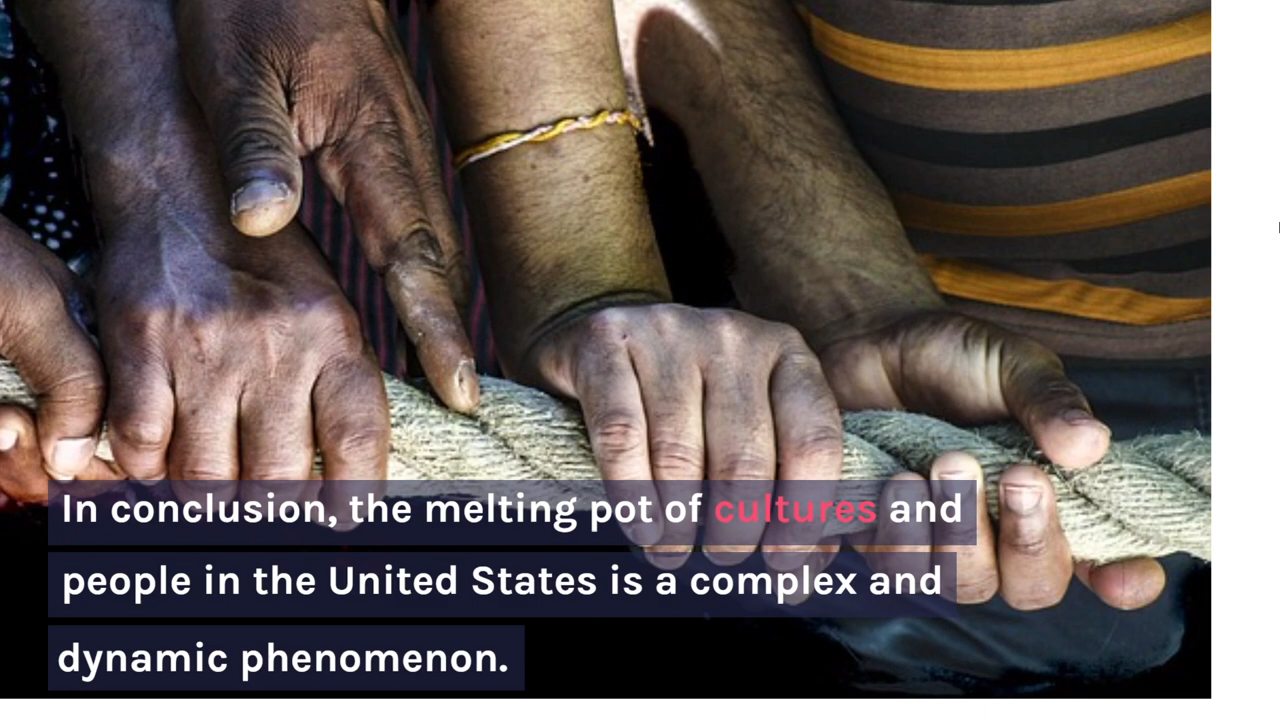 In conclusion, the melting pot of cultures and
people in the United States is a complex and
dynamic phenomenon.